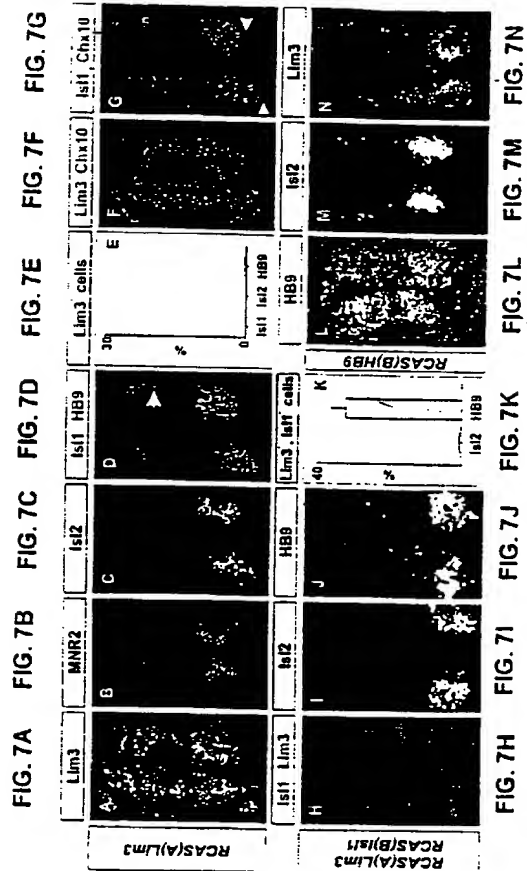 FIG. 7A
FIG. 7B
FIG. 7C
FIG. 7D
FIG. 7E
FIG. 7F
FIG. 7G
Lim3
MNR2
Isl2
Isl1 HB9
Lim3 cells
Lim3 Chx10
Isl1 Chx10
RCAS(A)Lim3
A
B
C
D
30
%
0
E
Isl1 Isl2 HB9
F
G
Isl1 Lim3
Isl2
HB9
Lim3, Isl1 cells
HB9
Isl2
Lim3
RCAS(A)Lim3
RCAS(B)Isl1
H
I
J
40
%
K
Isl2 HB9
RCAS(B)HB9
L
M
N
FIG. 7H
FIG. 7I
FIG. 7J
FIG. 7K
FIG. 7L
FIG. 7M
FIG. 7N